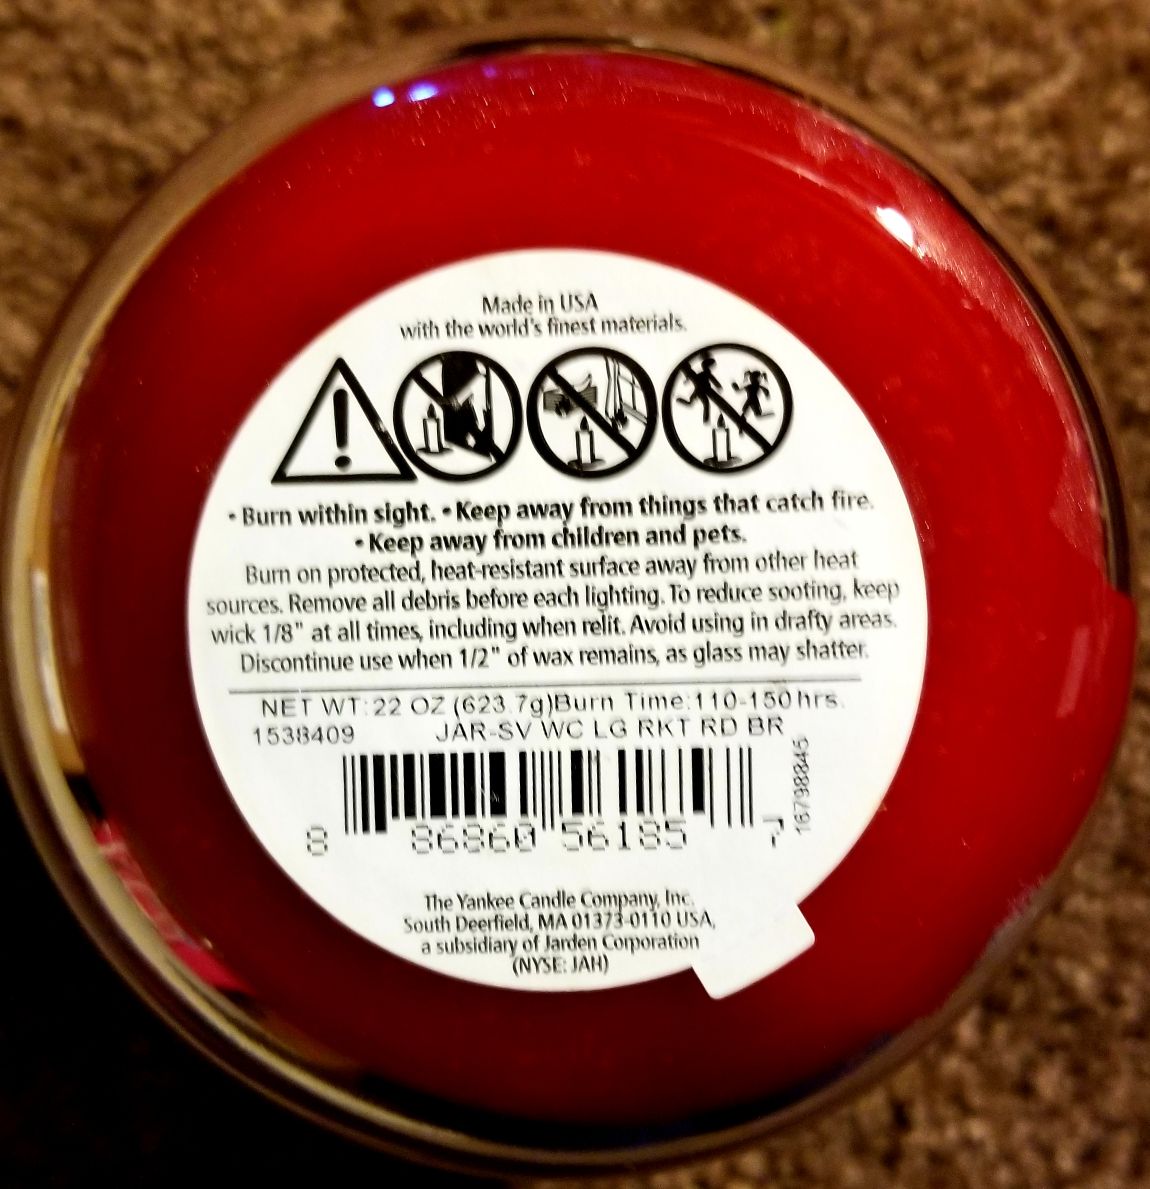 Made in USA
with the world's finest materials.
• Burn within sight. • Keep away from things that catch fire.
• Keep away from children and pets.
Burn on protected, heat-resistant surface away from other heat
sources. Remove all debris before each lighting. To reduce sooting, keep
wick 1/8" at all times, including when relit. Avoid using in drafty areas.
Discontinue use when 1/2" of wax remains, as glass may shatter.
NET WT:22 OZ (623.7g)Burn Time:110-150hrs.
1538409 JAR-SV WC LG RKT RD BR
16798845
8 86860 56185 7
The Yankee Candle Company, Inc.
South Deerfield, MA 01373-0110 USA,
a subsidiary of Jarden Corporation
(NYSE: JAH)